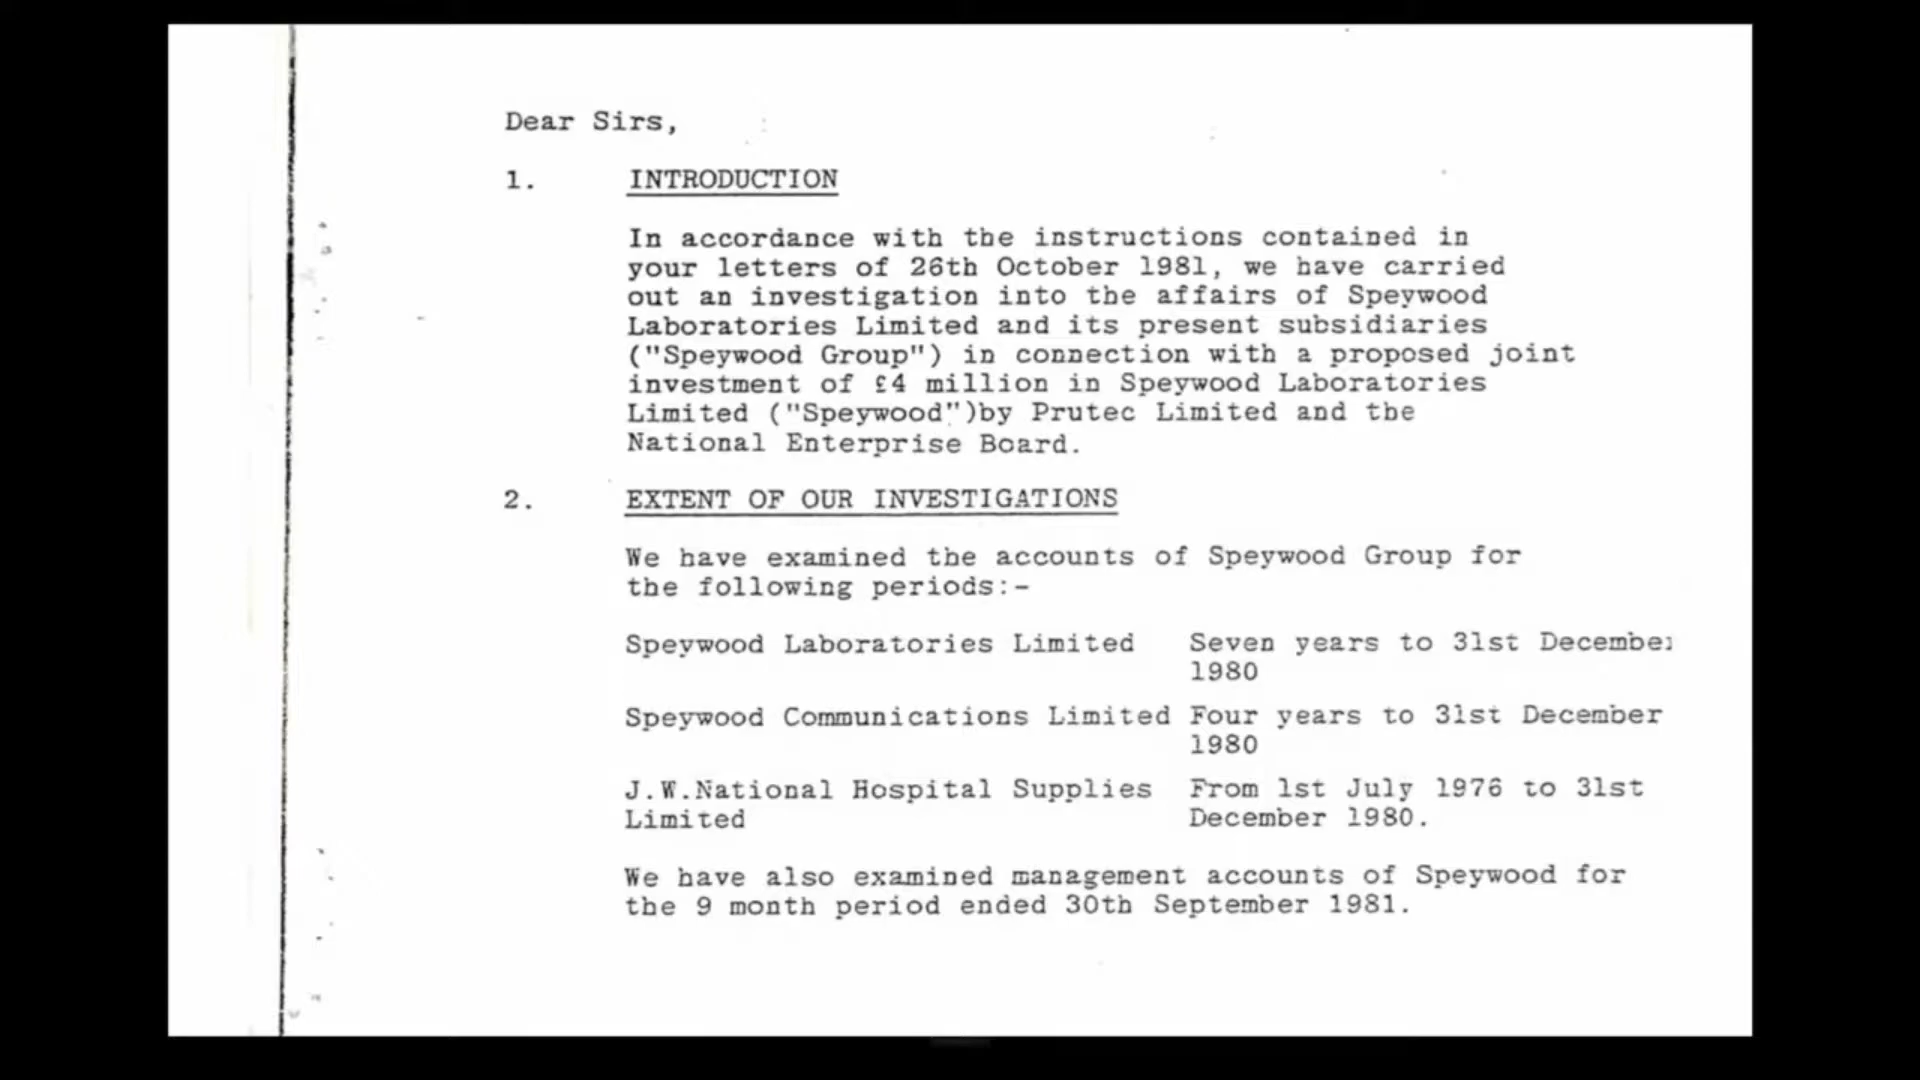 Dear Sirs,
1. INTRODUCTION
In accordance with the instructions contained in
your letters of 26th October 1981, we have carried
out an investigation into the affairs of Speywood
Laboratories Limited and its present subsidiaries
("Speywood Group") in connection with a proposed joint
investment of £4 million in Speywood Laboratories
Limited ("Speywood")by Prutec Limited and the
National Enterprise Board.
2. EXTENT OF OUR INVESTIGATIONS
We have examined the accounts of Speywood Group for
the following periods:-
Speywood Laboratories Limited Seven years to 31st December
1980
Speywood Communications Limited Four years to 31st December
1980
J.W.National Hospital Supplies From 1st July 1976 to 31st
Limited December 1980.
We have also examined management accounts of Speywood for
the 9 month period ended 30th September 1981.